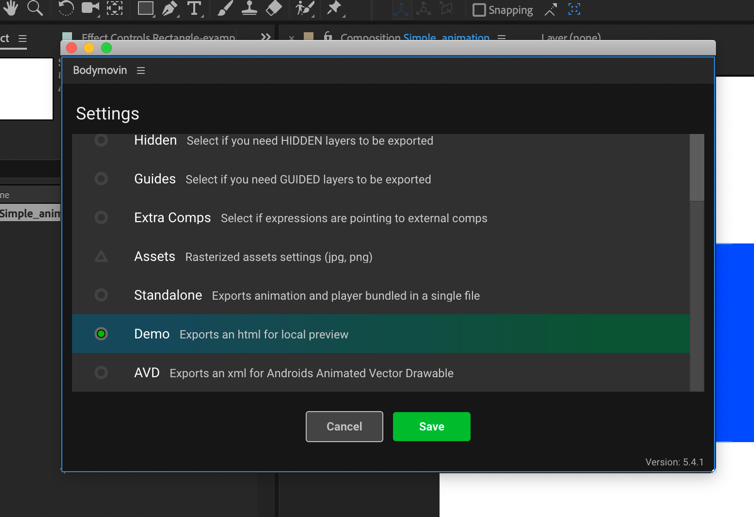 Snapping
ct
Effect Controls Rectangle-examp
Composition Simple_animation
Layer (none)
Bodymovin
Settings
Hidden Select if you need HIDDEN layers to be exported
Guides Select if you need GUIDED layers to be exported
ne
Simple_anin
Extra Comps Select if expressions are pointing to external comps
Assets Rasterized assets settings (jpg, png)
Standalone Exports animation and player bundled in a single file
Demo Exports an html for local preview
AVD Exports an xml for Androids Animated Vector Drawable
Cancel Save
Version: 5.4.1